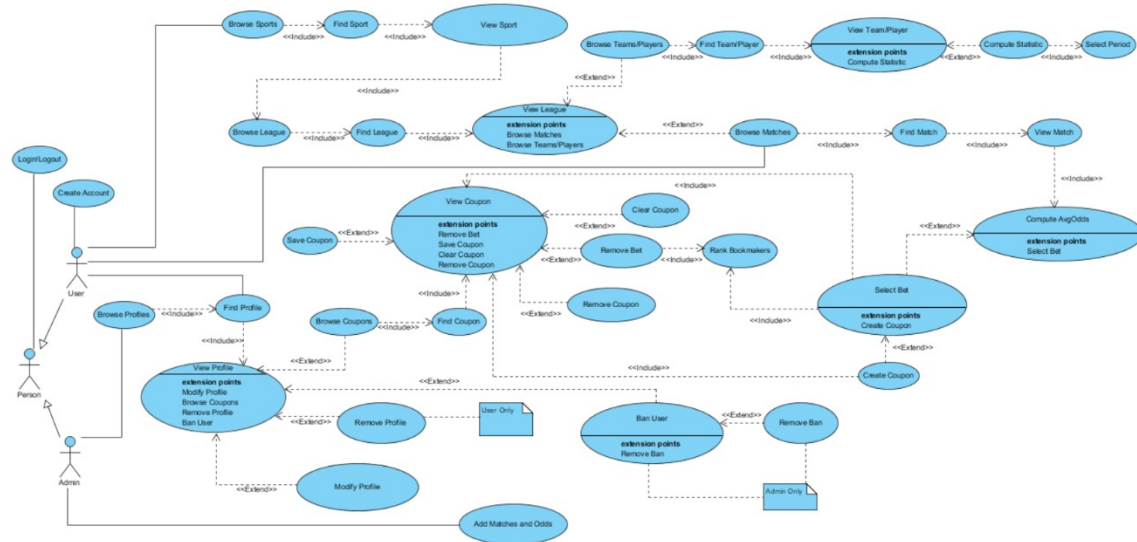 Browse Sports
<<Include>>
Find Sport
<<Include>>
View Sport
<<Include>>
Browse Teams/Players
<<Include>>
Find Team/Player
<<Include>>
View Team/Player
extension points
Compute Statistic
<<Extend>>
Compute Statistic
<<Include>>
Select Period
<<Extend>>
Browse League
<<Include>>
Find League
<<Include>>
View League
extension points
Browse Matches
Browse Teams/Players
<<Extend>>
Browse Matches
<<Include>>
Find Match
<<Include>>
View Match
<<Include>>
Login\Logout
Create Account
User
Person
Admin
Save Coupon
<<Extend>>
View Coupon
extension points
Remove Bet
Save Coupon
Clear Coupon
Remove Coupon
<<Extend>>
Clear Coupon
<<Extend>>
Remove Bet
<<Include>>
Rank Bookmakers
<<Include>>
<<Extend>>
Compute AvgOdds
extension points
Select Bet
<<Extend>>
Remove Coupon
<<Include>>
Select Bet
extension points
Create Coupon
<<Extend>>
Create Coupon
<<Include>>
Browse Profiles
<<Include>>
Find Profile
<<Include>>
Browse Coupons
<<Include>>
Find Coupon
<<Include>>
<<Extend>>
View Profile
extension points
Modify Profile
Browse Coupons
Remove Profile
Ban User
<<Extend>>
<<Extend>>
Remove Profile
User Only
Ban User
extension points
Remove Ban
<<Extend>>
Remove Ban
Admin Only
<<Extend>>
Modify Profile
Add Matches and Odds